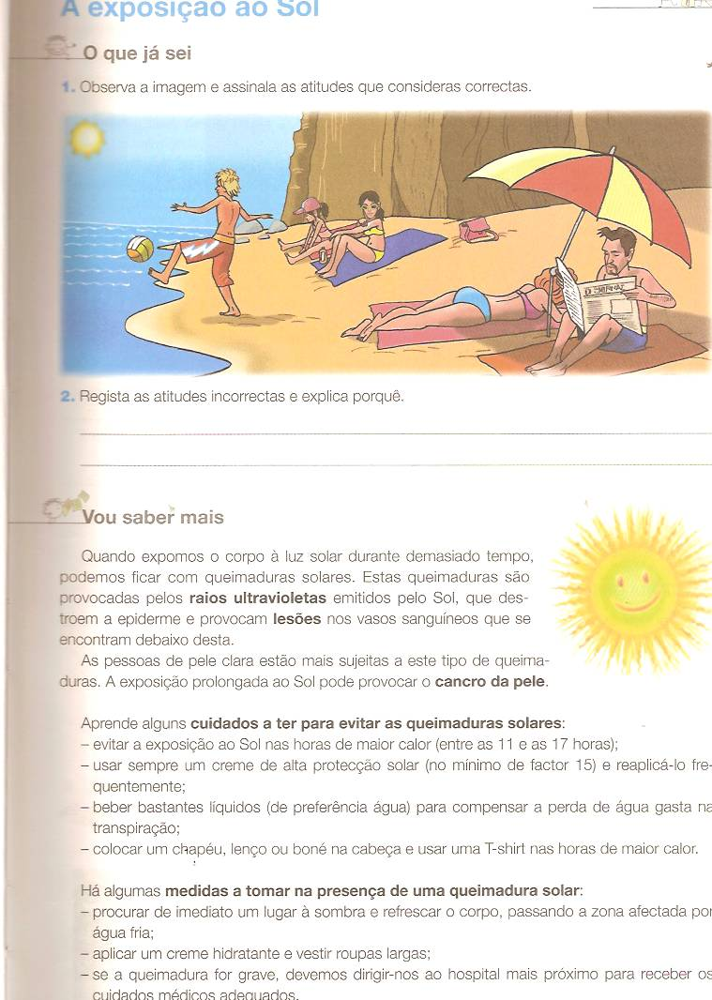 A exposição ao Sol
O que já sei
1. Observa a imagem e assinala as atitudes que consideras correctas.
O JORNAL
2. Regista as atitudes incorrectas e explica porquê.
Vou saber mais
Quando expomos o corpo à luz solar durante demasiado tempo,
podemos ficar com queimaduras solares. Estas queimaduras são
provocadas pelos raios ultravioletas emitidos pelo Sol, que des-
troem a epiderme e provocam lesões nos vasos sanguíneos que se
encontram debaixo desta.
As pessoas de pele clara estão mais sujeitas a este tipo de queima-
duras. A exposição prolongada ao Sol pode provocar o cancro da pele.
Aprende alguns cuidados a ter para evitar as queimaduras solares:
– evitar a exposição ao Sol nas horas de maior calor (entre as 11 e as 17 horas);
– usar sempre um creme de alta protecção solar (no mínimo de factor 15) e reaplicá-lo fre-
quentemente;
– beber bastantes líquidos (de preferência água) para compensar a perda de água gasta na
transpiração;
– colocar um chapéu, lenço ou boné na cabeça e usar uma T-shirt nas horas de maior calor.
Há algumas medidas a tomar na presença de uma queimadura solar:
– procurar de imediato um lugar à sombra e refrescar o corpo, passando a zona afectada por
água fria;
– aplicar um creme hidratante e vestir roupas largas;
– se a queimadura for grave, devemos dirigir-nos ao hospital mais próximo para receber os
cuidados médicos adequados.